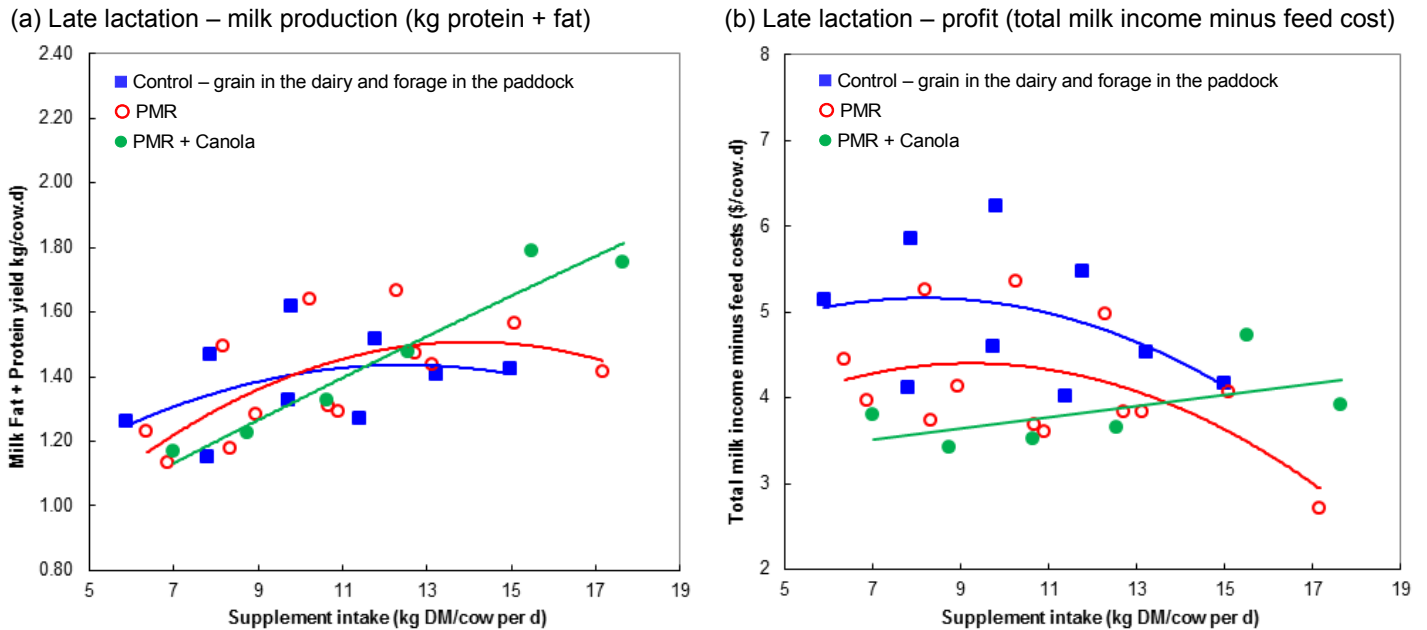 (a) Late lactation – milk production (kg protein + fat)
2.40
2.20
2.00
1.80
1.60
1.40
1.20
1.00
0.80
Milk Fat + Protein yield kg/cow.d)
Control – grain in the dairy and forage in the paddock
PMR
PMR + Canola
5 7 9 11 13 15 17 19
Supplement intake (kg DM/cow per d)
(b) Late lactation – profit (total milk income minus feed cost)
8
7
6
5
4
3
2
Total milk income minus feed costs ($/cow.d)
Control – grain in the dairy and forage in the paddock
PMR
PMR + Canola
5 7 9 11 13 15 17 19
Supplement intake (kg DM/cow per d)